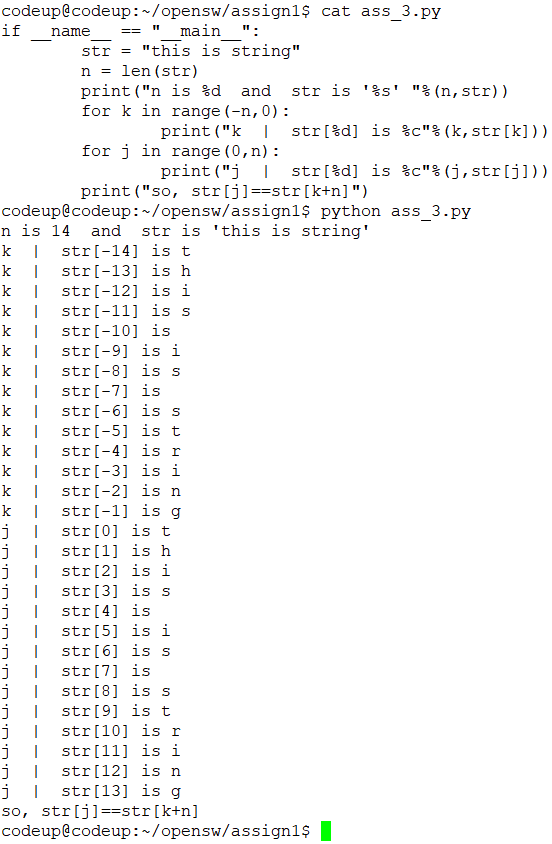 codeup@codeup:~/opensw/assign1$ cat ass_3.py
if __name__ == "__main__":
        str = "this is string"
        n = len(str)
        print("n is %d  and  str is '%s' "%(n,str))
        for k in range(-n,0):
                print("k  |  str[%d] is %c"%(k,str[k]))
        for j in range(0,n):
                print("j  |  str[%d] is %c"%(j,str[j]))
        print("so, str[j]==str[k+n]")
codeup@codeup:~/opensw/assign1$ python ass_3.py
n is 14  and  str is 'this is string'
k  |  str[-14] is t
k  |  str[-13] is h
k  |  str[-12] is i
k  |  str[-11] is s
k  |  str[-10] is
k  |  str[-9] is i
k  |  str[-8] is s
k  |  str[-7] is
k  |  str[-6] is s
k  |  str[-5] is t
k  |  str[-4] is r
k  |  str[-3] is i
k  |  str[-2] is n
k  |  str[-1] is g
j  |  str[0] is t
j  |  str[1] is h
j  |  str[2] is i
j  |  str[3] is s
j  |  str[4] is
j  |  str[5] is i
j  |  str[6] is s
j  |  str[7] is
j  |  str[8] is s
j  |  str[9] is t
j  |  str[10] is r
j  |  str[11] is i
j  |  str[12] is n
j  |  str[13] is g
so, str[j]==str[k+n]
codeup@codeup:~/opensw/assign1$